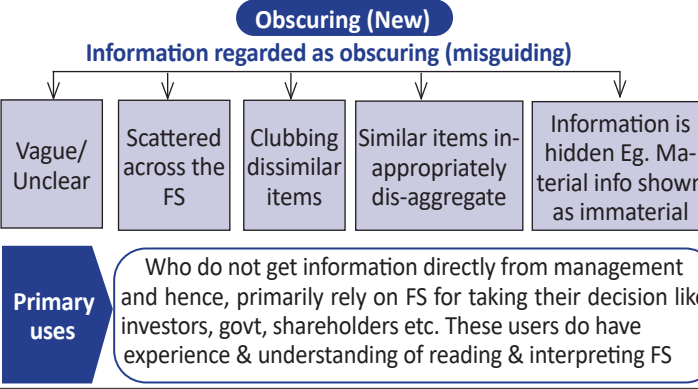 Obscuring (New)
Information regarded as obscuring (misguiding)
Vague/
Unclear
Scattered
across the
FS
Clubbing
dissimilar
items
Similar items in-
appropriately
dis-aggregate
Information is
hidden Eg. Ma-
terial info shown
as immaterial
Primary
uses
Who do not get information directly from management
and hence, primarily rely on FS for taking their decision like
investors, govt, shareholders etc. These users do have
experience & understanding of reading & interpreting FS